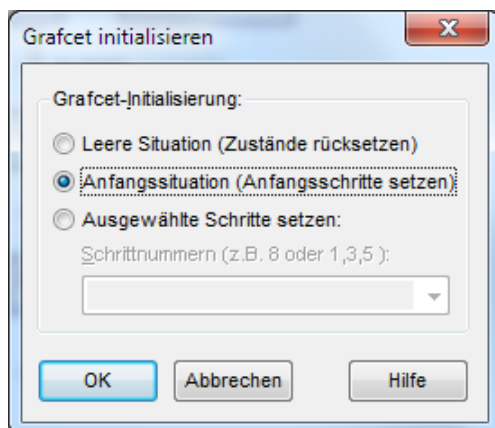 Grafcet initialisieren
Grafcet-Initialisierung:
Leere Situation (Zustände rücksetzen)
Anfangssituation (Anfangsschritte setzen)
Ausgewählte Schritte setzen:
Schrittnummern (z.B. 8 oder 1,3,5 ):
OK Abbrechen Hilfe